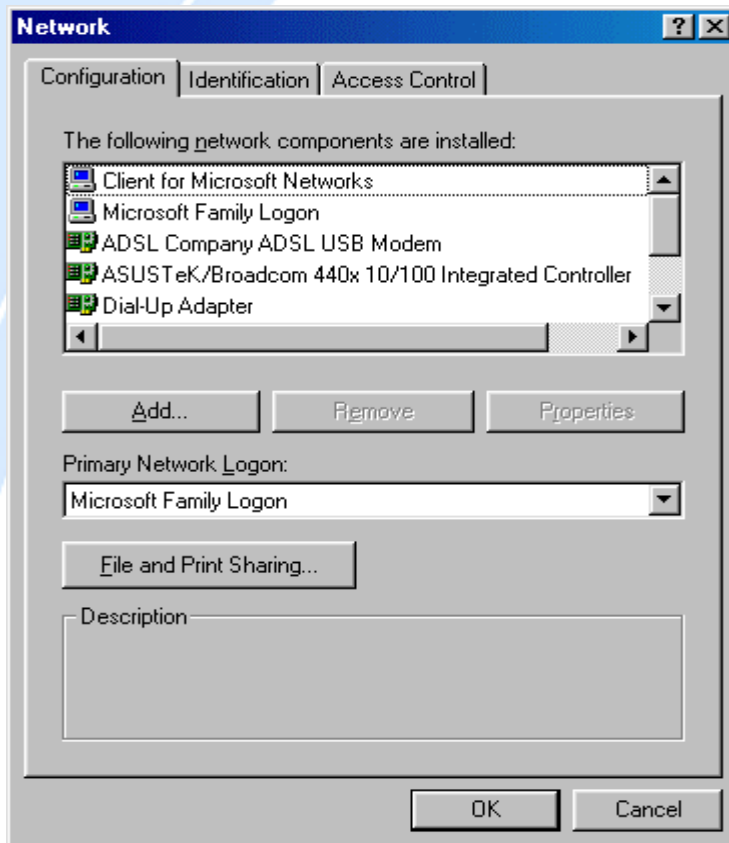 Network
Configuration Identification Access Control
The following network components are installed:
Client for Microsoft Networks
Microsoft Family Logon
ADSL Company ADSL USB Modem
ASUSTeK/Broadcom 440x 10/100 Integrated Controller
Dial-Up Adapter
Add... Remove Properties
Primary Network Logon:
Microsoft Family Logon
File and Print Sharing...
Description
OK Cancel